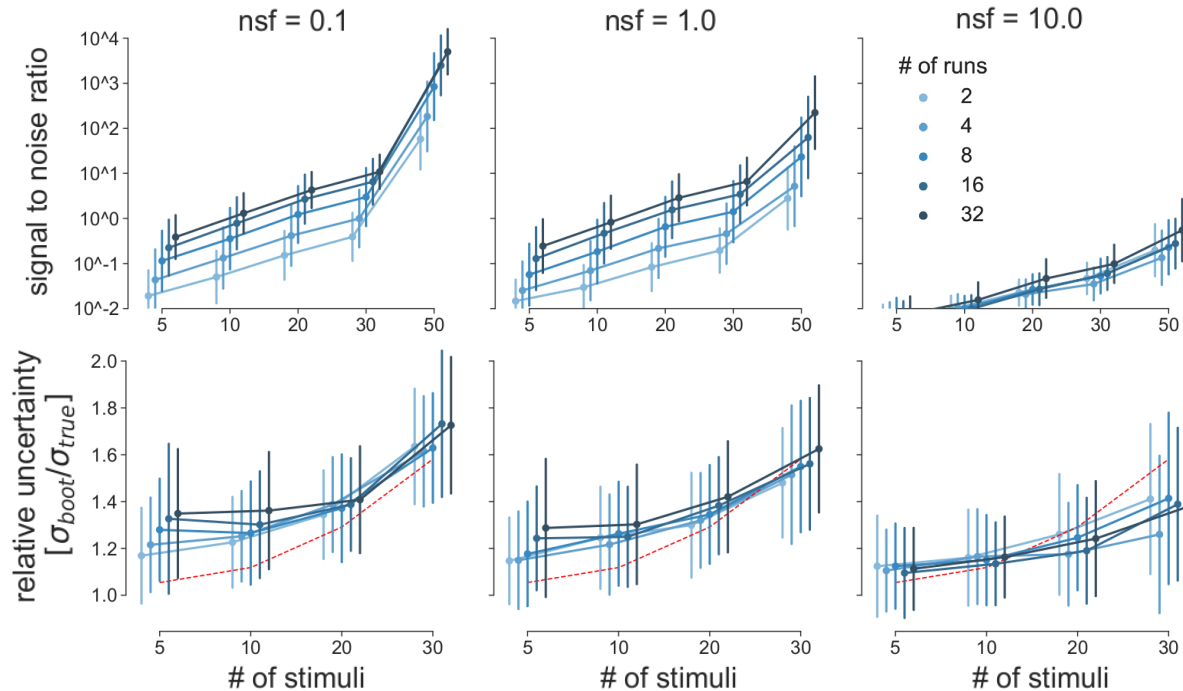 nsf = 0.1
nsf = 1.0
nsf = 10.0
signal to noise ratio
10^4
10^3
10^2
10^1
10^0
10^-1
10^-2
# of runs
2
4
8
16
32
5 10 20 30 50
5 10 20 30 50
5 10 20 30 50
relative uncertainty
[σboot/σtrue]
2.0
1.8
1.6
1.4
1.2
1.0
5 10 20 30
5 10 20 30
5 10 20 30
# of stimuli
# of stimuli
# of stimuli